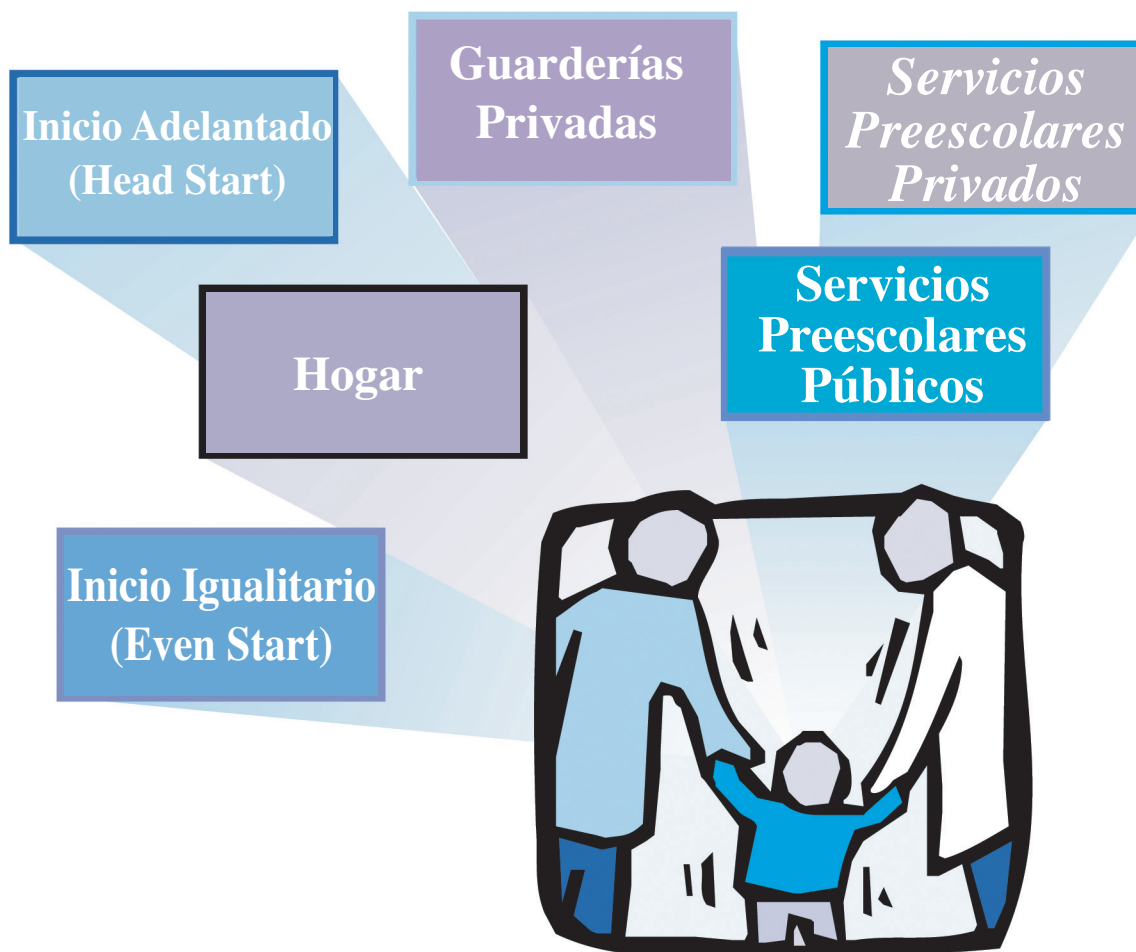 Guarderías
Privadas
Servicios
Preescolares
Privados
Inicio Adelantado
(Head Start)
Servicios
Preescolares
Públicos
Hogar
Inicio Igualitario
(Even Start)